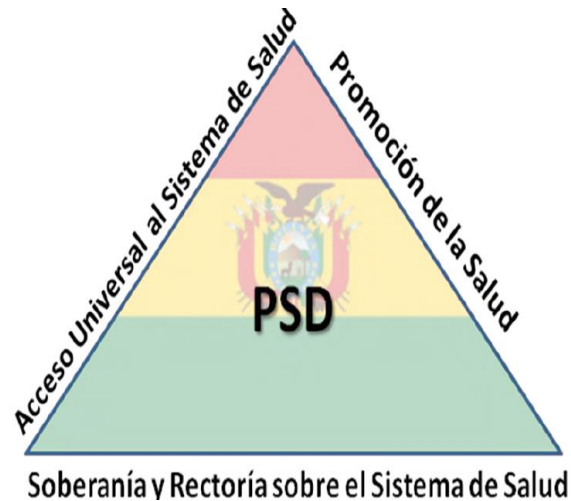 Acceso Universal al Sistema de Salud
Promoción de la Salud
PSD
Soberanía y Rectoría sobre el Sistema de Salud